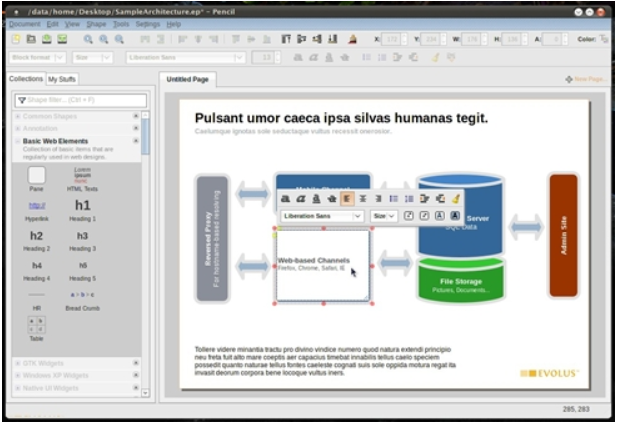 /data/home/Desktop/SampleArchitecture.ep* - Pencil
Document Edit View Shape Tools Settings Help
X: Y: W: H: A: Color:
Block format Size Liberation Sans 13
Collections My Stuffs
Untitled Page
New Page...
Shape filter... (Ctrl + F)
Common Shapes
Annotation
Basic Web Elements
Collection of basic items that are
regularly used in web designs.
Pane
Lorem
ipsum
HTML Texts
http://
Hyperlink
h1
Heading 1
h2
Heading 2
h3
Heading 3
h4
Heading 4
h5
Heading 5
HR
a > b > c
Bread Crumb
Table
GTK Widgets
Windows XP Widgets
Native UI Widgets
Pulsant umor caeca ipsa silvas humanas tegit.
Caelumque ignotas sole seductaque vultus recessit onerosior.
Reversed Proxy
For hostname based resolving
Mobile Channel
Liberation Sans Size
Web-based Channels
Firefox, Chrome, Safari, IE
Server
SQL Data
File Storage
Pictures, Documents...
Admin Site
Tollere videre minantia tractu pro divino vindice numero quod natura extendi principio
neu freta fuit alto mare coeptis aer capacius timebat innabilis tellus caelo speciem
possedit quanto naturae tellus fontes caeleste cognati suis sole oppida motura regat ita
invasit deorum corpora bene locoque vultus iners.
EVOLUS
285, 283